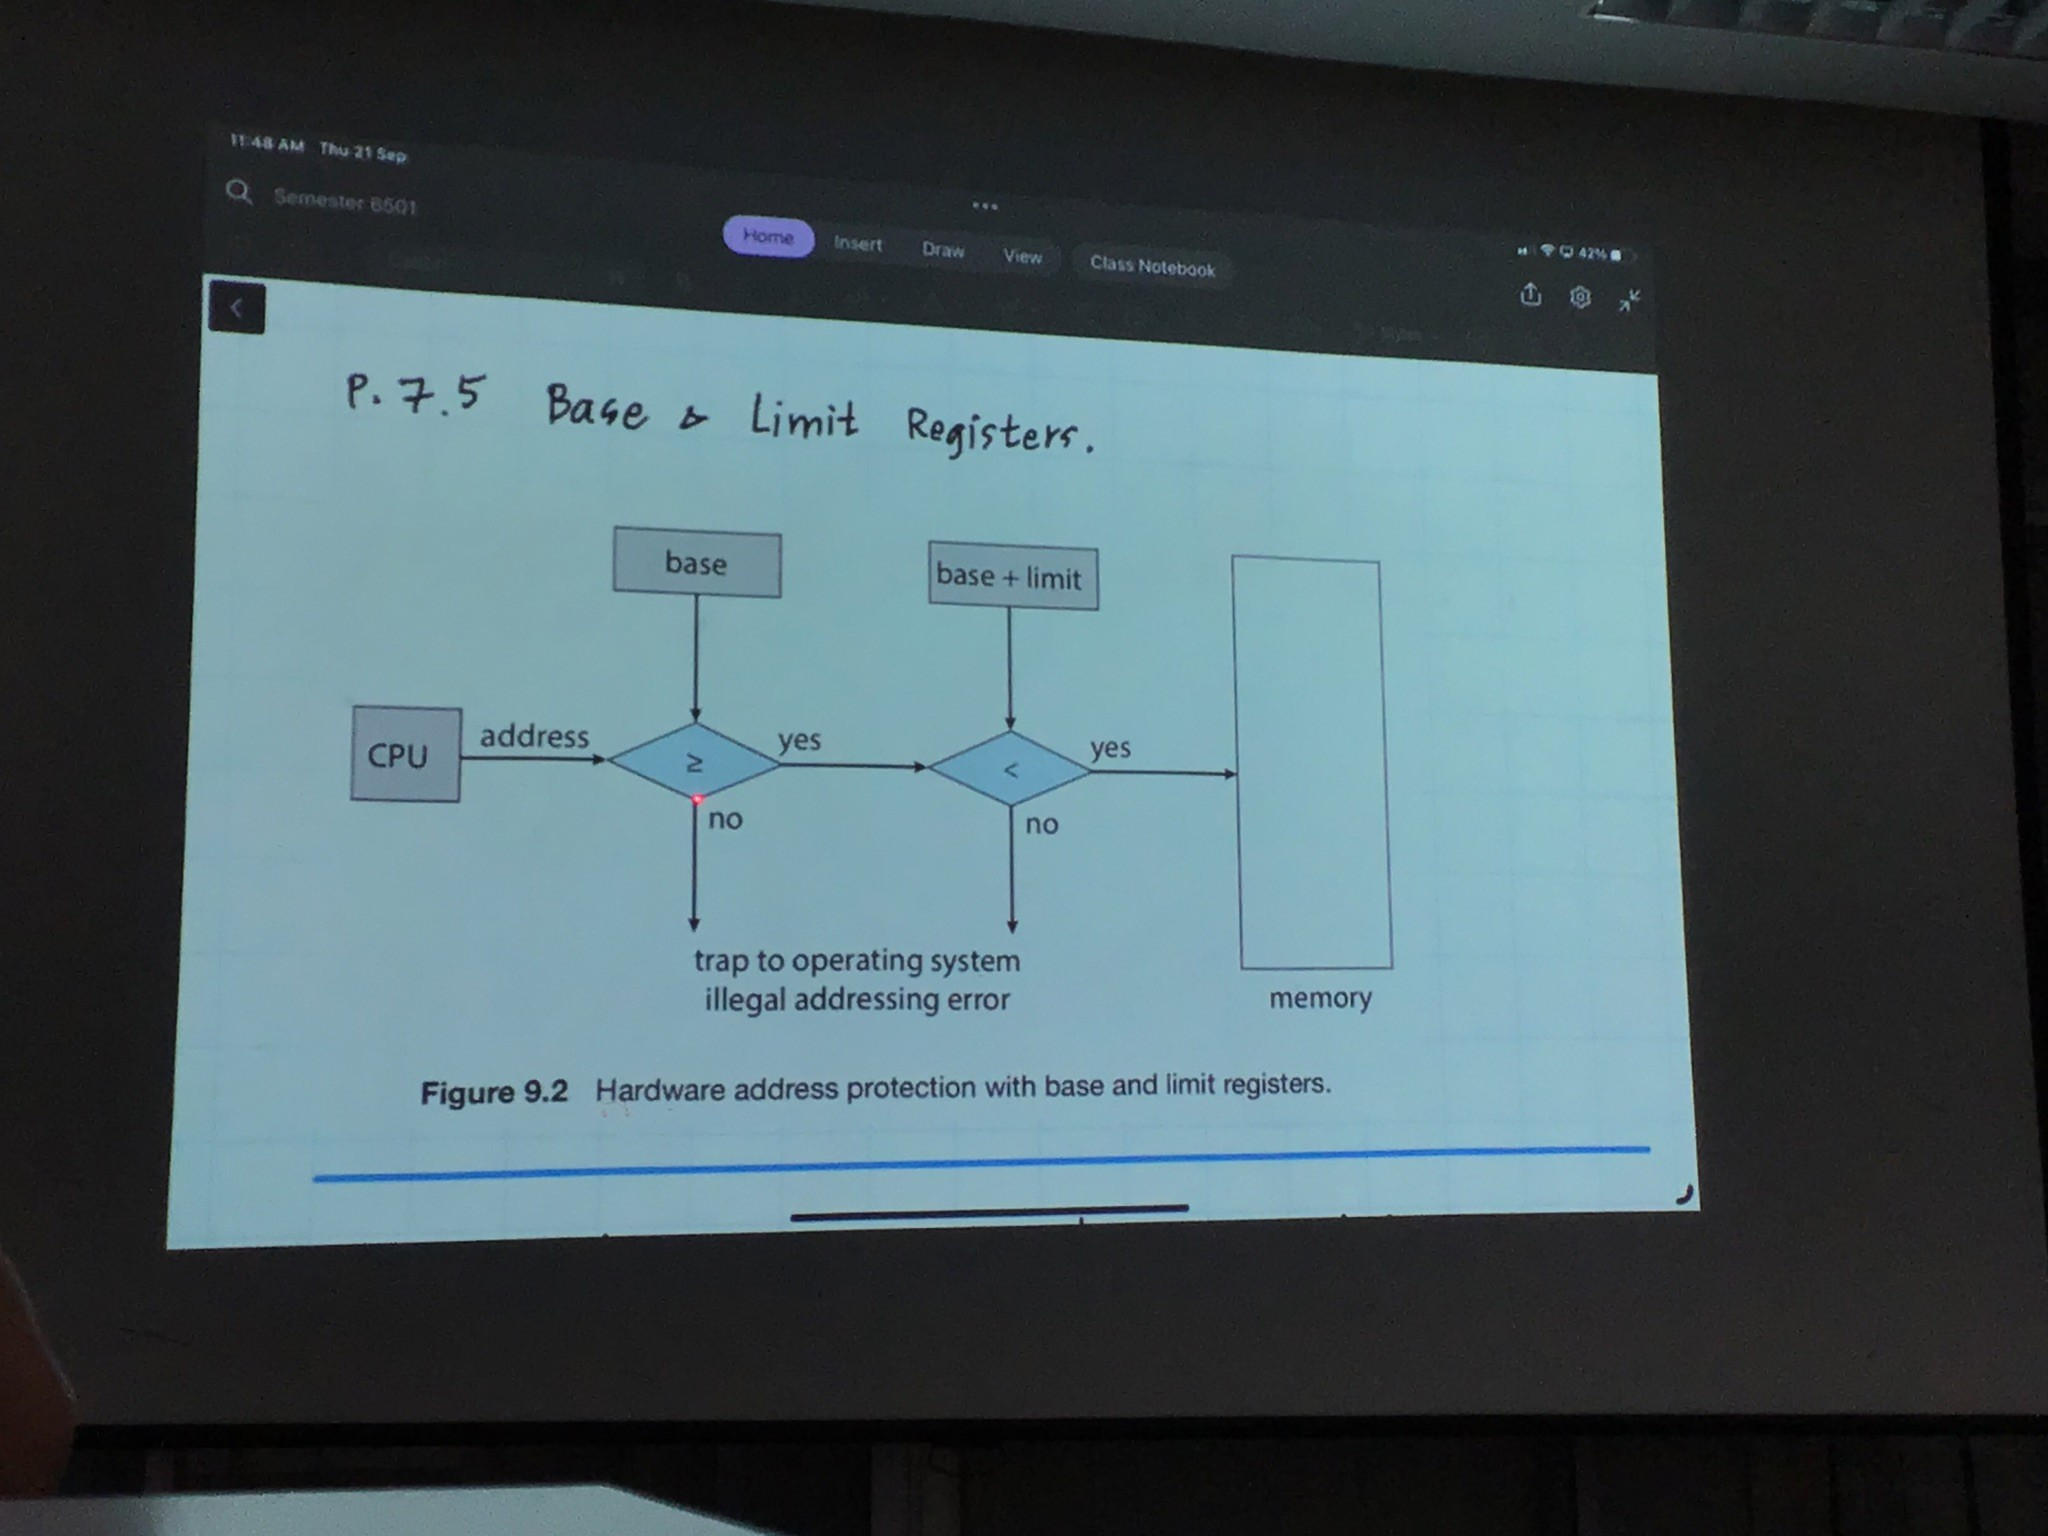 11:48 AM Thu 21 Sep
Semester 6501
42%
Home Insert Draw View Class Notebook
P. 7.5 Base & Limit Registers.
base
base + limit
CPU
address
≥
yes
<
yes
no
no
trap to operating system
illegal addressing error
memory
Figure 9.2 Hardware address protection with base and limit registers.